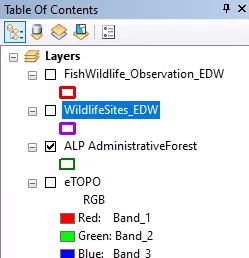 Table Of Contents
Layers
FishWildlife_Observation_EDW
WildlifeSites_EDW
ALP AdministrativeForest
eTOPO
RGB
Red: Band_1
Green: Band_2
Blue: Band_3